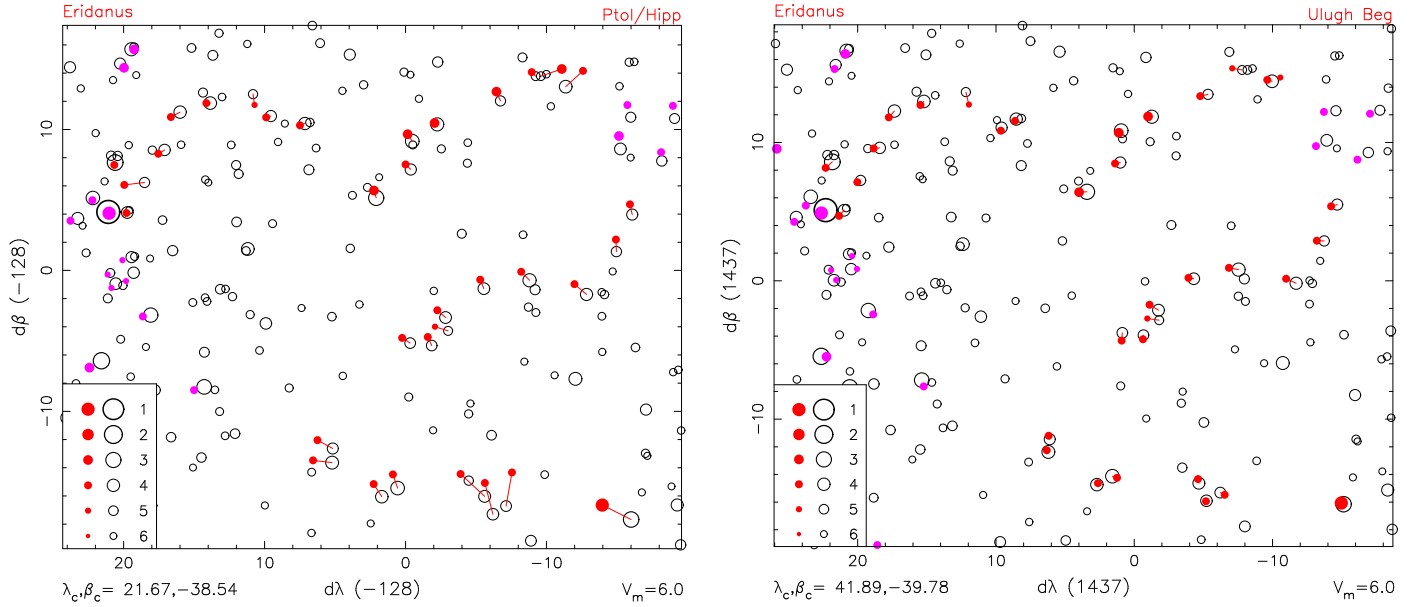 Eridanus
Ptol/Hipp
10
0
−10
dβ (−128)
1
2
3
4
5
6
20
10
0
−10
λc,βc= 21.67,−38.54
dλ (−128)
Vm=6.0
Eridanus
Ulugh Beg
10
0
−10
dβ (1437)
1
2
3
4
5
6
20
10
0
−10
λc,βc= 41.89,−39.78
dλ (1437)
Vm=6.0